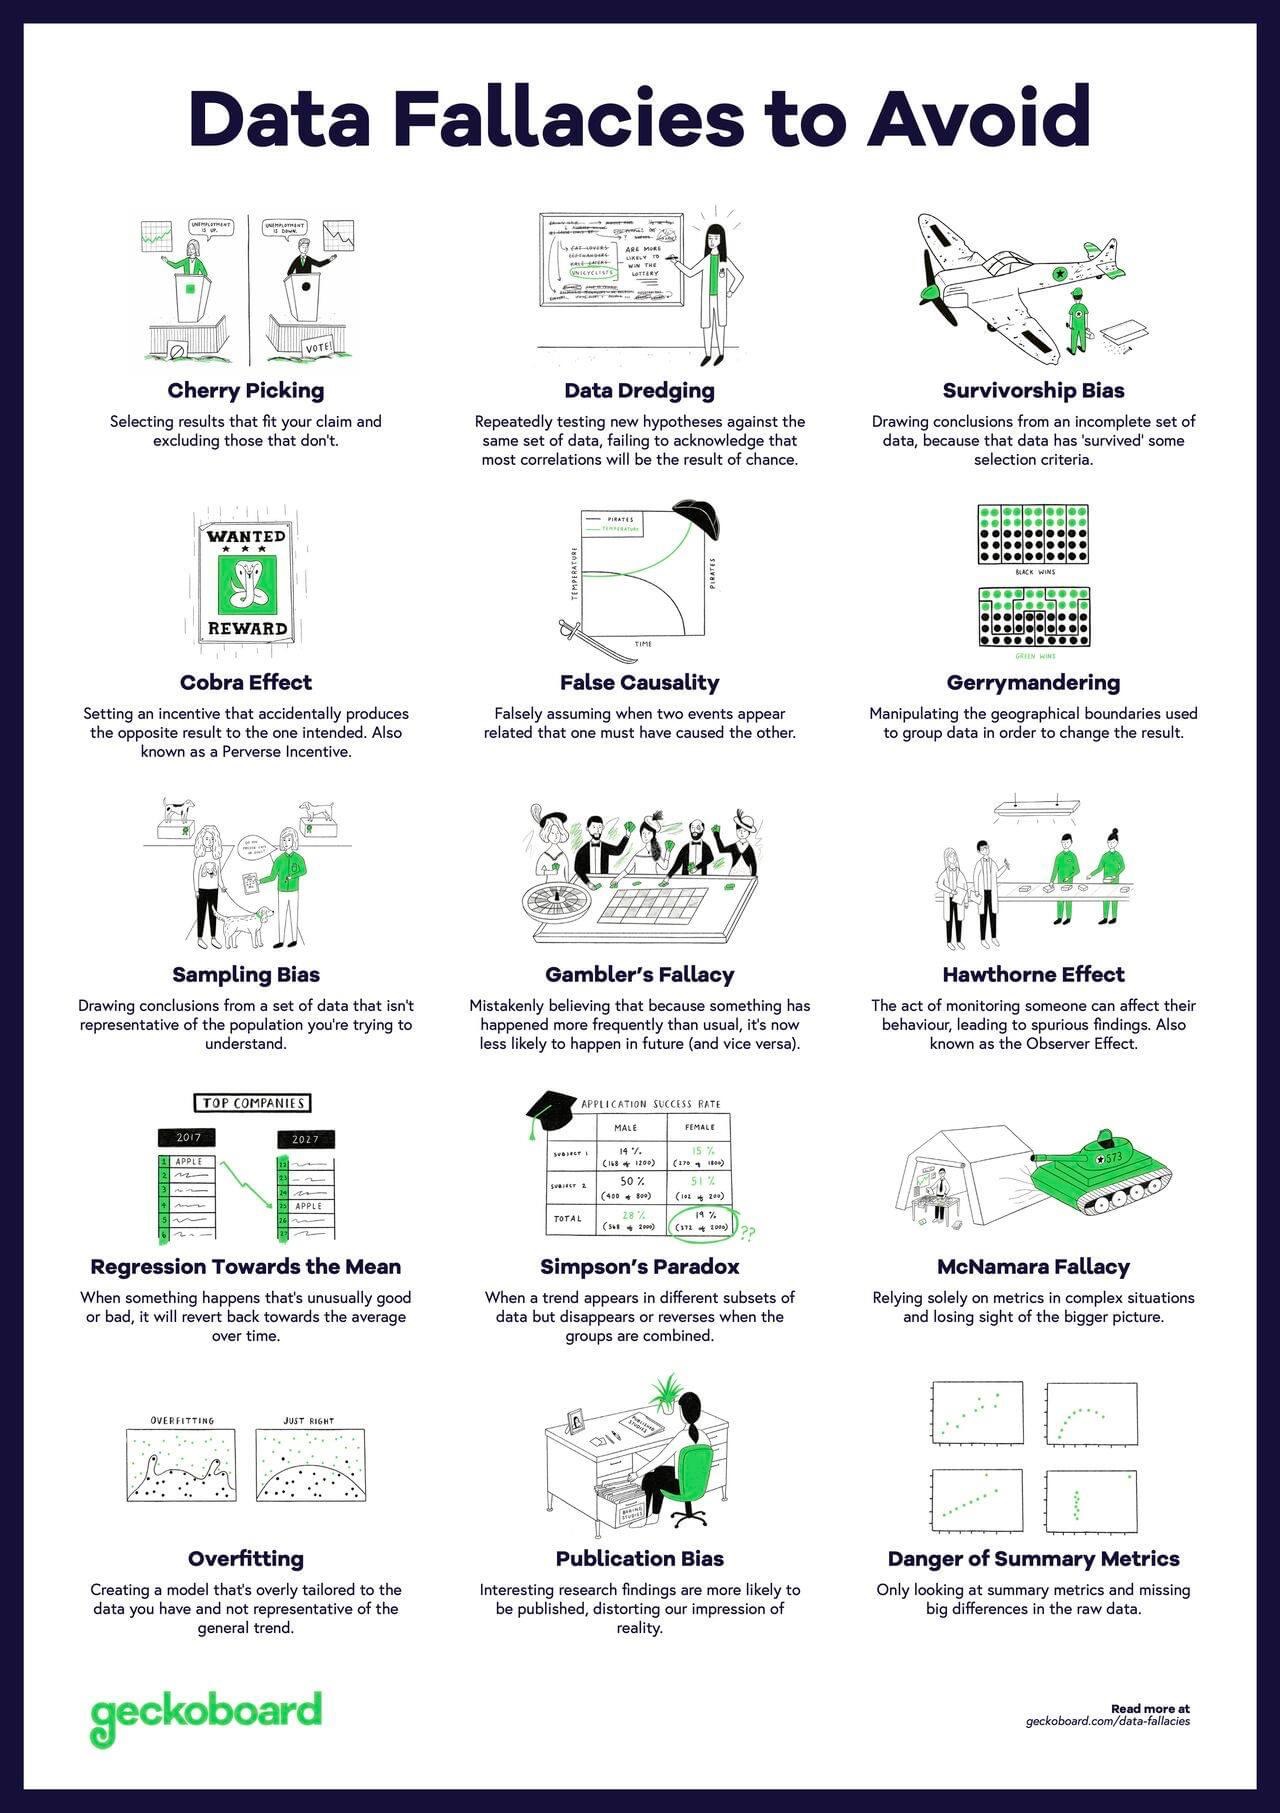 Data Fallacies to Avoid
UNEMPLOYMENT
IS UP.
UNEMPLOYMENT
IS DOWN.
VOTE!
Cherry Picking
Selecting results that fit your claim and
excluding those that don't.
CAT LOVERS
KALE EATERS
UNICYCLISTS
ARE MORE
LIKELY TO
WIN THE
LOTTERY
Data Dredging
Repeatedly testing new hypotheses against the
same set of data, failing to acknowledge that
most correlations will be the result of chance.
Survivorship Bias
Drawing conclusions from an incomplete set of
data, because that data has 'survived' some
selection criteria.
WANTED
REWARD
Cobra Effect
Setting an incentive that accidentally produces
the opposite result to the one intended. Also
known as a Perverse Incentive.
PIRATES
TEMPERATURE
TEMPERATURE
PIRATES
TIME
False Causality
Falsely assuming when two events appear
related that one must have caused the other.
BLACK WINS
GREEN WINS
Gerrymandering
Manipulating the geographical boundaries used
to group data in order to change the result.
DO YOU
PREFER CATS
OR DOGS?
Sampling Bias
Drawing conclusions from a set of data that isn't
representative of the population you're trying to
understand.
Gambler's Fallacy
Mistakenly believing that because something has
happened more frequently than usual, it's now
less likely to happen in future (and vice versa).
Hawthorne Effect
The act of monitoring someone can affect their
behaviour, leading to spurious findings. Also
known as the Observer Effect.
TOP COMPANIES
2017
1 APPLE
2
3
4
5
6
2027
22
23
24
25 APPLE
26
27
Regression Towards the Mean
When something happens that's unusually good
or bad, it will revert back towards the average
over time.
APPLICATION SUCCESS RATE
MALE FEMALE
SUBJECT 1 14 % 15 %
(168 of 1200) (270 of 1800)
SUBJECT 2 50 % 51 %
(400 of 800) (102 of 200)
TOTAL 28 % 19 %
(568 of 2000) (372 of 2000)
??
Simpson's Paradox
When a trend appears in different subsets of
data but disappears or reverses when the
groups are combined.
573
McNamara Fallacy
Relying solely on metrics in complex situations
and losing sight of the bigger picture.
OVERFITTING
JUST RIGHT
Overfitting
Creating a model that's overly tailored to the
data you have and not representative of the
general trend.
PUBLISHED
STUDIES
BORING
STUDIES
Publication Bias
Interesting research findings are more likely to
be published, distorting our impression of
reality.
Danger of Summary Metrics
Only looking at summary metrics and missing
big differences in the raw data.
geckoboard
Read more at
geckoboard.com/data-fallacies